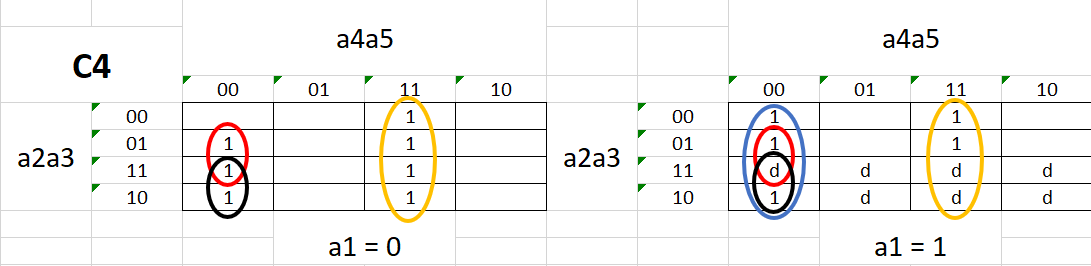 a4a5 a4a5
C4
00 01 11 10 00 01 11 10
00 1 00 1 1
01 1 1 01 1 1
a2a3 a2a3
11 1 1 11 d d d d
10 1 1 10 1 d d d
a1 = 0 a1 = 1